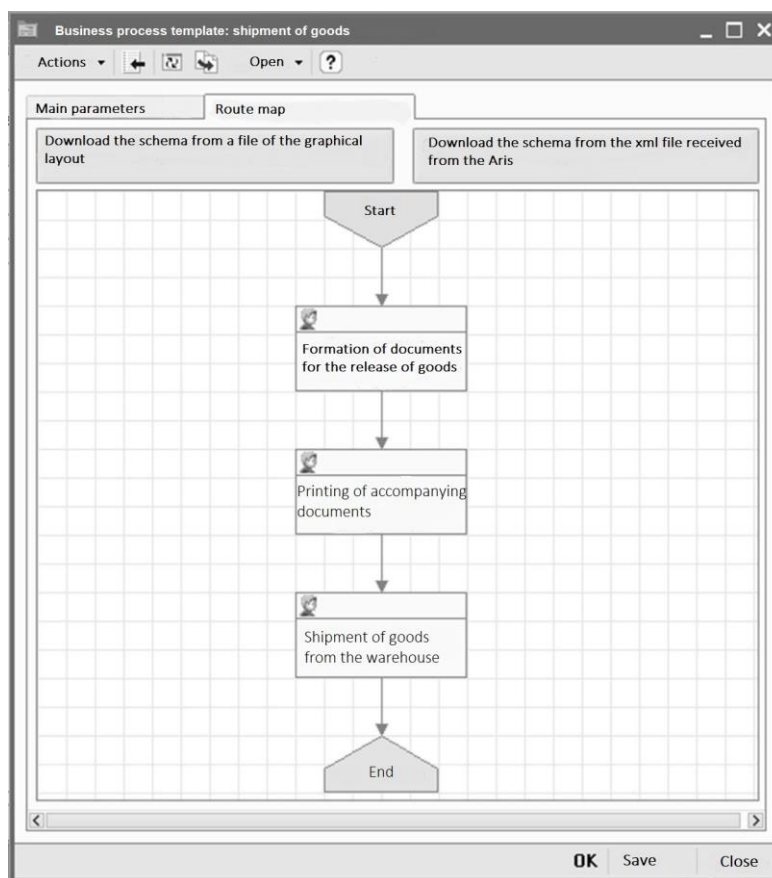 Business process template: shipment of goods
Actions
Open
?
Main parameters
Route map
Download the schema from a file of the graphical
layout
Download the schema from the xml file received
from the Aris
Start
Formation of documents
for the release of goods
Printing of accompanying
documents
Shipment of goods
from the warehouse
End
OK
Save
Close